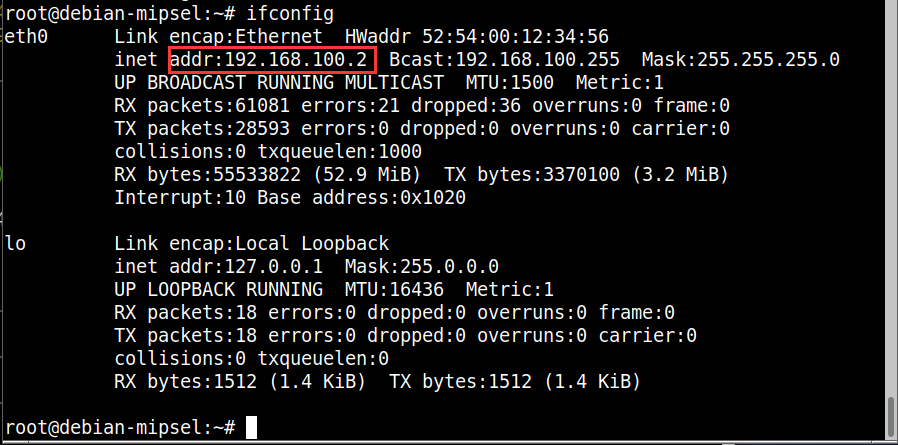 root@debian-mipsel:~# ifconfig
eth0      Link encap:Ethernet  HWaddr 52:54:00:12:34:56
          inet addr:192.168.100.2  Bcast:192.168.100.255  Mask:255.255.255.0
          UP BROADCAST RUNNING MULTICAST  MTU:1500  Metric:1
          RX packets:61081 errors:21 dropped:36 overruns:0 frame:0
          TX packets:28593 errors:0 dropped:0 overruns:0 carrier:0
          collisions:0 txqueuelen:1000
          RX bytes:55533822 (52.9 MiB)  TX bytes:3370100 (3.2 MiB)
          Interrupt:10 Base address:0x1020

lo        Link encap:Local Loopback
          inet addr:127.0.0.1  Mask:255.0.0.0
          UP LOOPBACK RUNNING  MTU:16436  Metric:1
          RX packets:18 errors:0 dropped:0 overruns:0 frame:0
          TX packets:18 errors:0 dropped:0 overruns:0 carrier:0
          collisions:0 txqueuelen:0
          RX bytes:1512 (1.4 KiB)  TX bytes:1512 (1.4 KiB)

root@debian-mipsel:~#